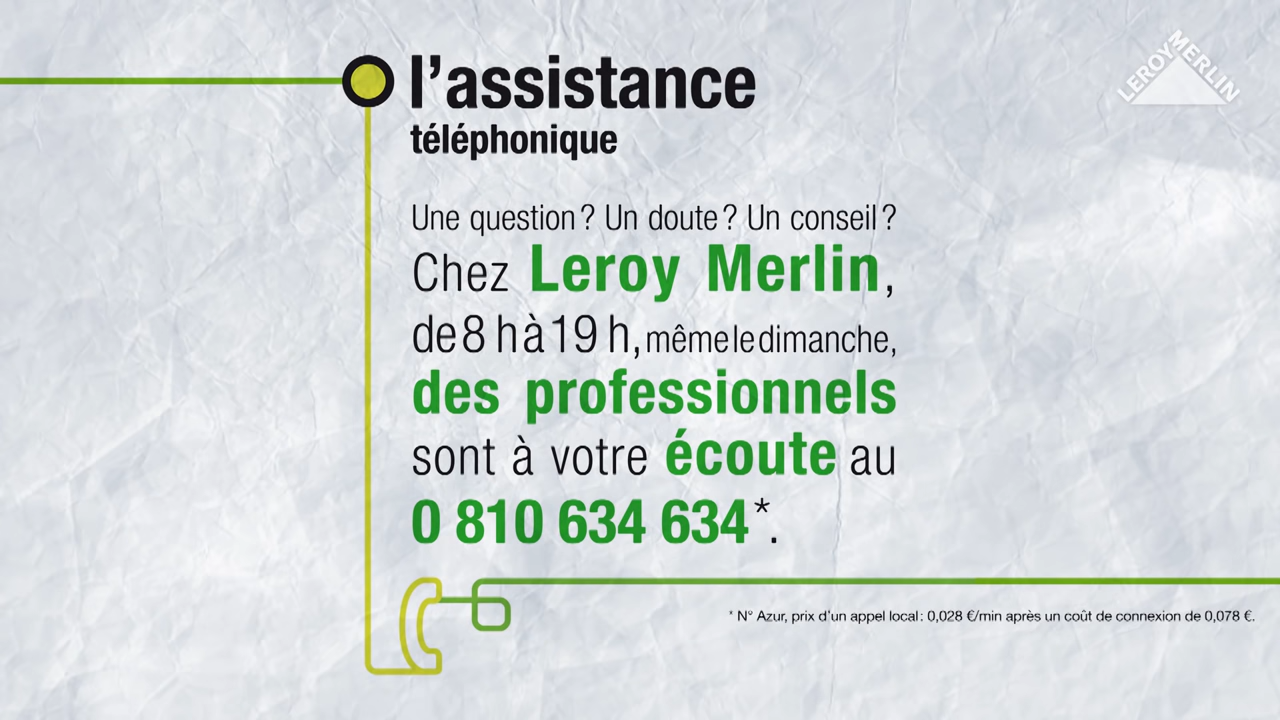 l'assistance
téléphonique
LEROY MERLIN
Une question ? Un doute ? Un conseil ?
Chez Leroy Merlin,
de 8 h à 19 h, même le dimanche,
des professionnels
sont à votre écoute au
0 810 634 634*.
* N° Azur, prix d'un appel local : 0,028 €/min après un coût de connexion de 0,078 €.